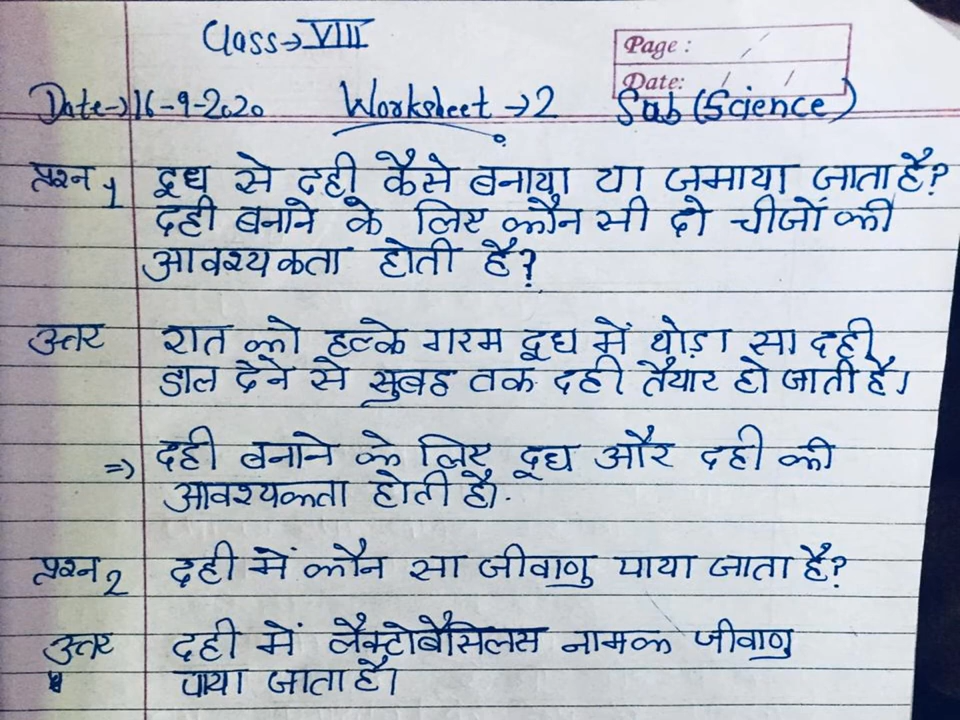 Class→VIII
Page : /
Date: / /
Date→16-9-2020 Worksheet→2 Sub (Science)
प्रश्न 1 दूध से दही कैसे बनाया या जमाया जाता है?
दही बनाने के लिए कौन सी दो चीजों की
आवश्यकता होती है?
उत्तर रात को हल्के गरम दूध में थोड़ा सा दही
डाल देने से सुबह तक दही तैयार हो जाती है।
⇒ दही बनाने के लिए दूध और दही की
आवश्यकता होती है।
प्रश्न 2 दही में कौन सा जीवाणु पाया जाता है?
उत्तर दही में लैक्टोबैसिलस नामक जीवाणु
पाया जाता है।